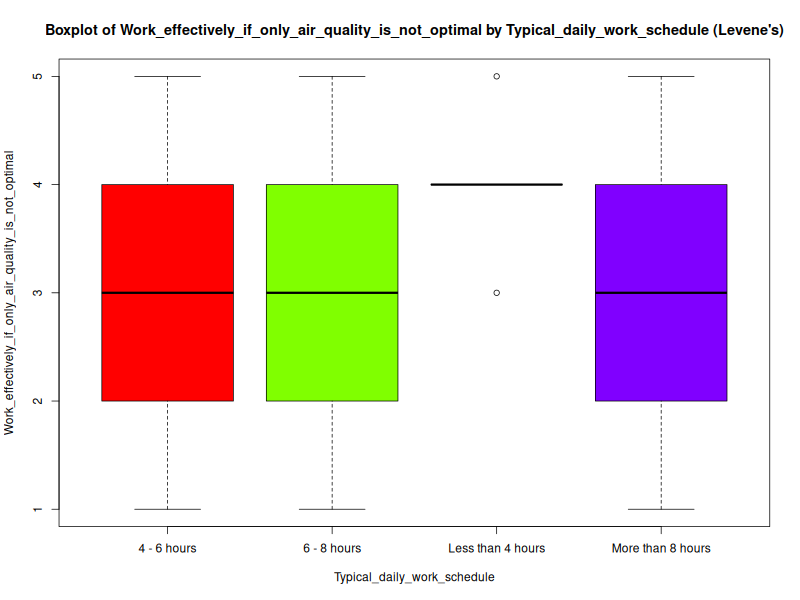 Boxplot of Work_effectively_if_only_air_quality_is_not_optimal by Typical_daily_work_schedule (Levene's)
Work_effectively_if_only_air_quality_is_not_optimal
5
4
3
2
1
4 - 6 hours
6 - 8 hours
Less than 4 hours
More than 8 hours
Typical_daily_work_schedule